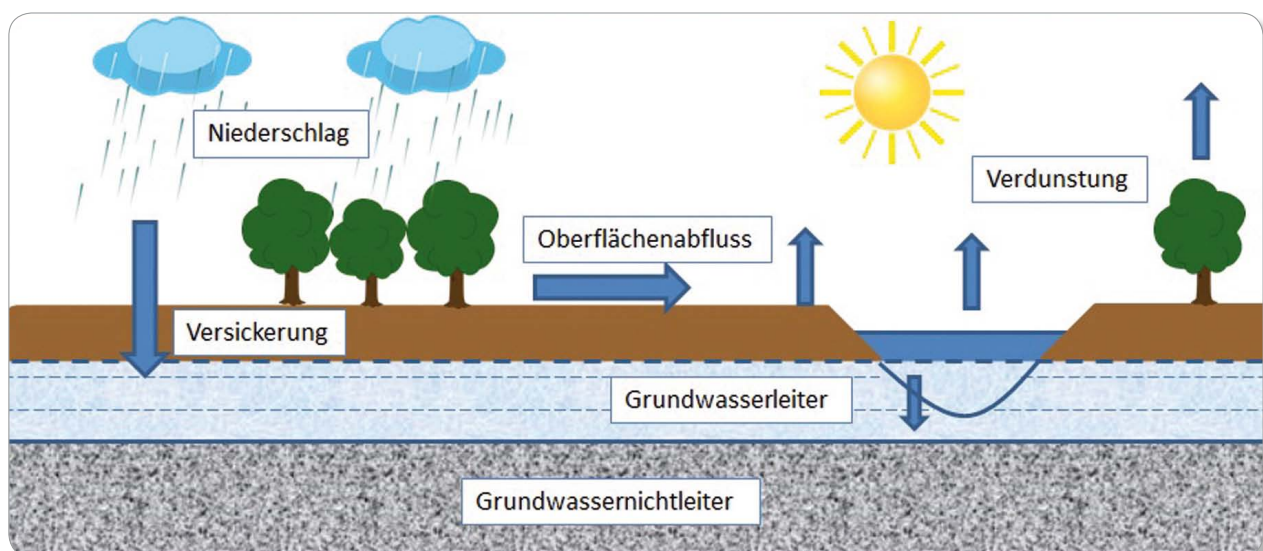 Niederschlag
Verdunstung
Oberflächenabfluss
Versickerung
Grundwasserleiter
Grundwassernichtleiter